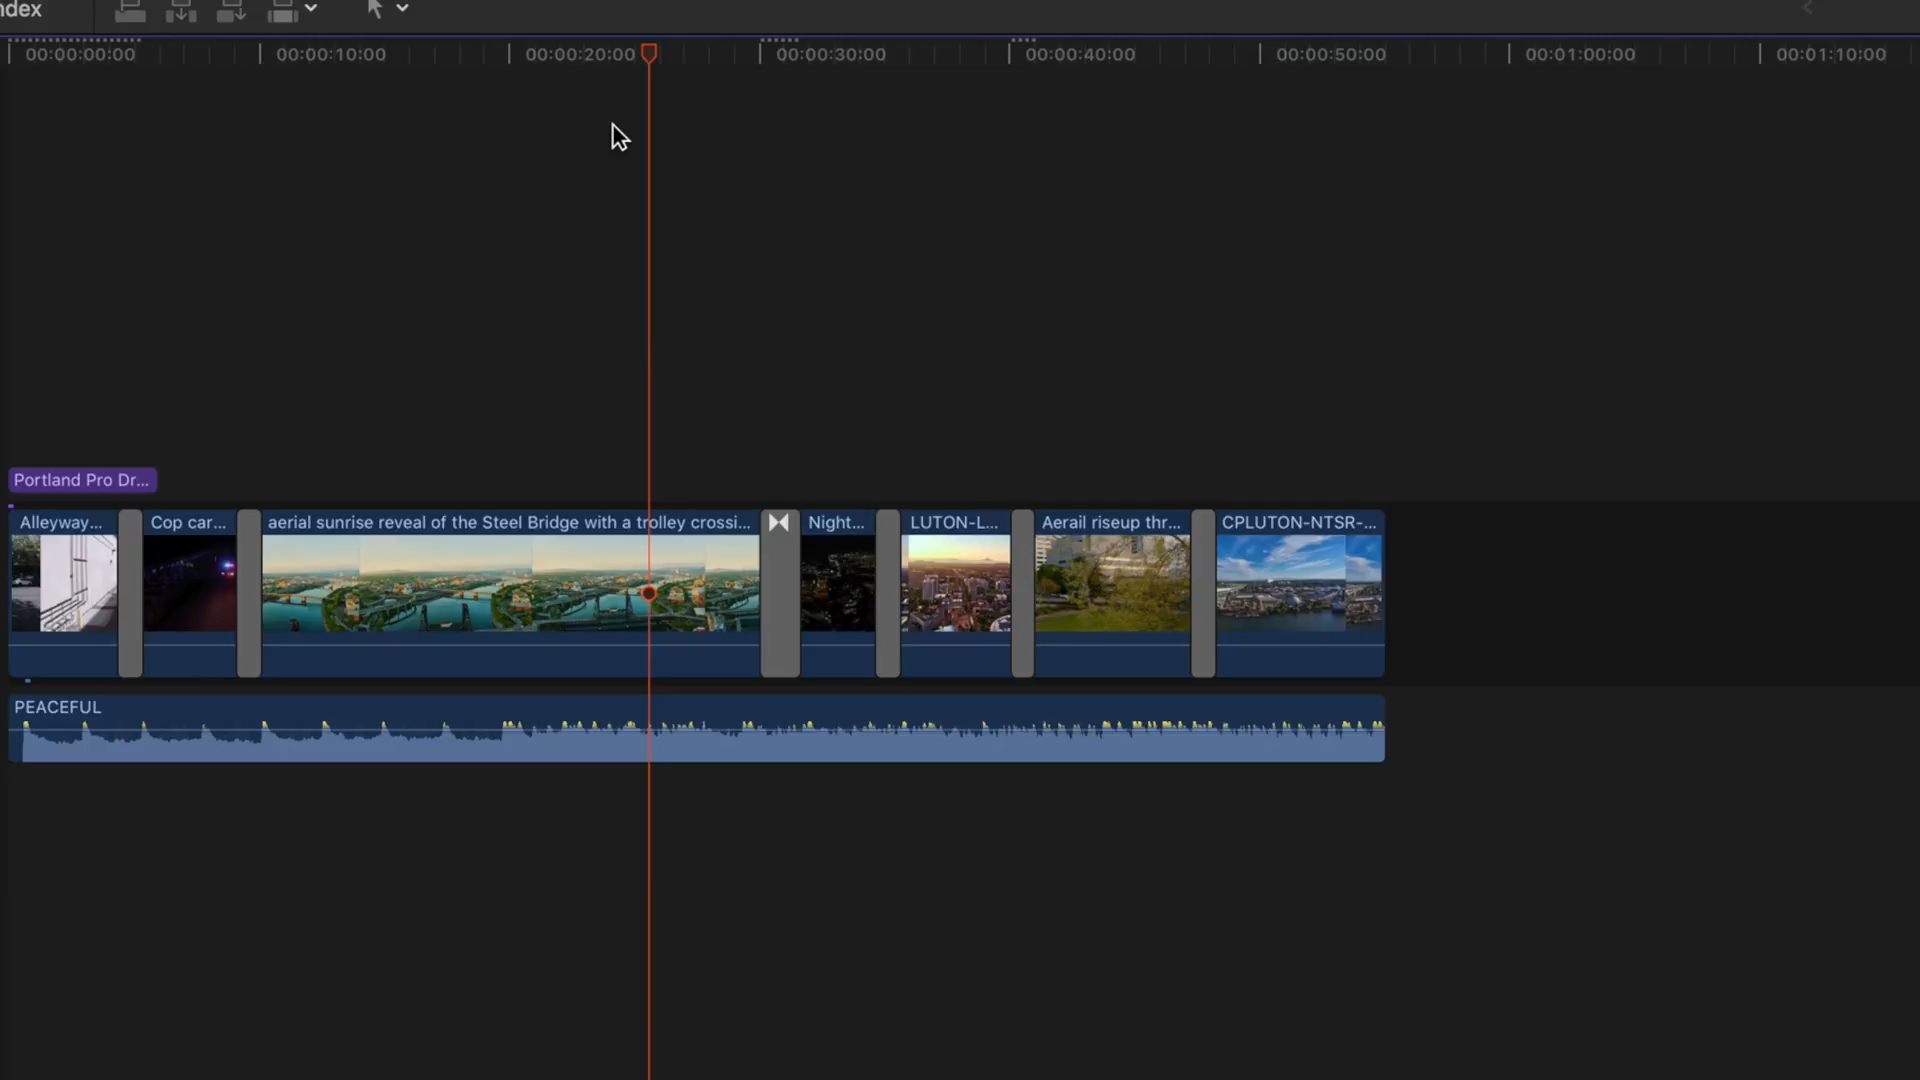 ndex
00:00:00:00 00:00:10:00 00:00:20:00 00:00:30:00 00:00:40:00 00:00:50:00 00:01:00:00 00:01:10:00
Portland Pro Dr...
Alleyway... Cop car... aerial sunrise reveal of the Steel Bridge with a trolley crossi... Night... LUTON-L... Aerail riseup thr... CPLUTON-NTSR-...
PEACEFUL